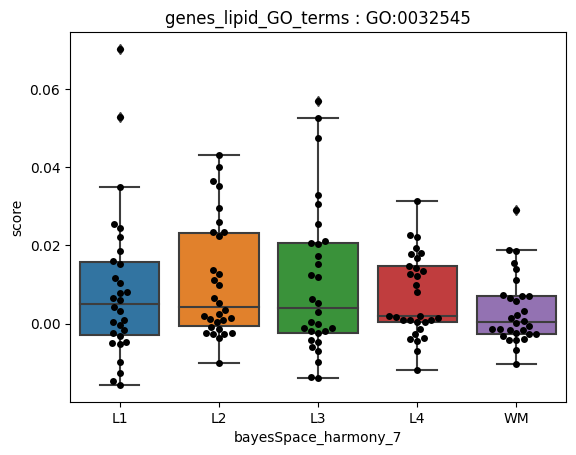 genes_lipid_GO_terms : GO:0032545
0.06
0.04
0.02
0.00
score
L1 L2 L3 L4 WM
bayesSpace_harmony_7